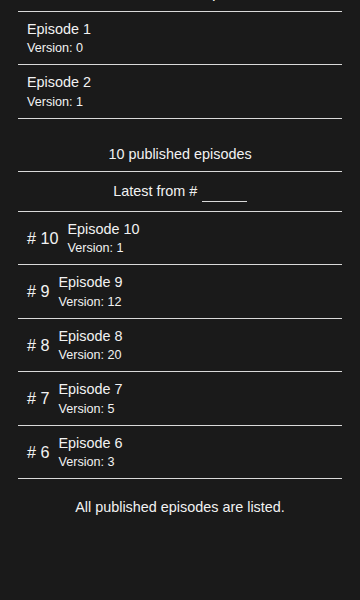 Episode 1
Version: 0
Episode 2
Version: 1
10 published episodes
Latest from #
# 10
Episode 10
Version: 1
# 9
Episode 9
Version: 12
# 8
Episode 8
Version: 20
# 7
Episode 7
Version: 5
# 6
Episode 6
Version: 3
All published episodes are listed.